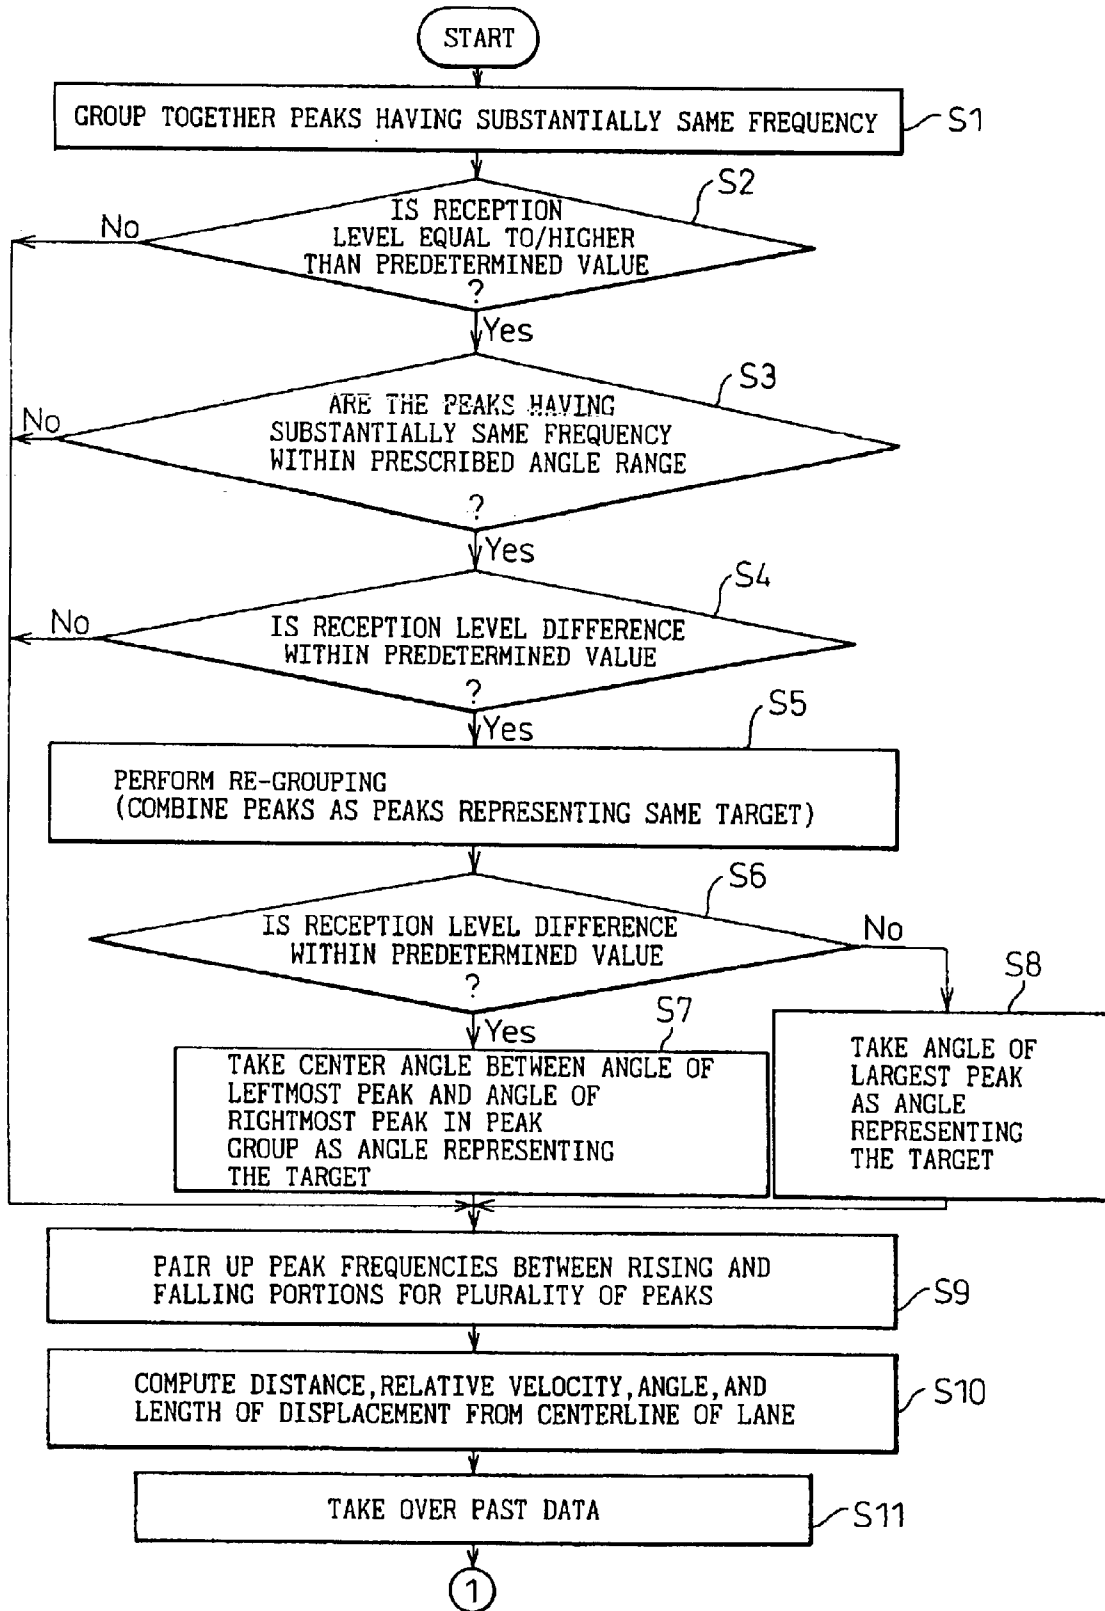 START
GROUP TOGETHER PEAKS HAVING SUBSTANTIALLY SAME FREQUENCY
S1
S2
IS RECEPTION
LEVEL EQUAL TO/HIGHER
THAN PREDETERMINED VALUE
?
No
Yes
S3
ARE THE PEAKS HAVING
SUBSTANTIALLY SAME FREQUENCY
WITHIN PRESCRIBED ANGLE RANGE
?
No
Yes
S4
IS RECEPTION LEVEL DIFFERENCE
WITHIN PREDETERMINED VALUE
?
No
Yes
S5
PERFORM RE-GROUPING
(COMBINE PEAKS AS PEAKS REPRESENTING SAME TARGET)
S6
IS RECEPTION LEVEL DIFFERENCE
WITHIN PREDETERMINED VALUE
?
No
Yes
S7
TAKE CENTER ANGLE BETWEEN ANGLE OF
LEFTMOST PEAK AND ANGLE OF
RIGHTMOST PEAK IN PEAK
GROUP AS ANGLE REPRESENTING
THE TARGET
S8
TAKE ANGLE OF
LARGEST PEAK
AS ANGLE
REPRESENTING
THE TARGET
PAIR UP PEAK FREQUENCIES BETWEEN RISING AND
FALLING PORTIONS FOR PLURALITY OF PEAKS
S9
COMPUTE DISTANCE,RELATIVE VELOCITY,ANGLE,AND
LENGTH OF DISPLACEMENT FROM CENTERLINE OF LANE
S10
TAKE OVER PAST DATA
S11
1